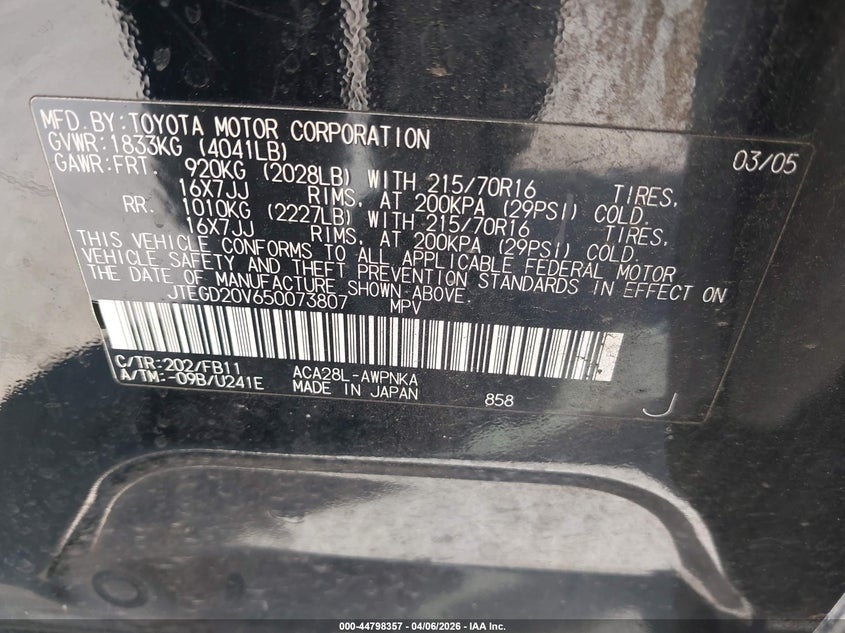 MFD.BY:TOYOTA MOTOR CORPORATION 03/05
GVWR:1833KG (4041LB)
GAWR:FRT. 920KG (2028LB) WITH 215/70R16 TIRES,
16X7JJ RIMS, AT 200KPA (29PSI) COLD.
RR. 1010KG (2227LB) WITH 215/70R16 TIRES,
16X7JJ RIMS, AT 200KPA (29PSI) COLD.
THIS VEHICLE CONFORMS TO ALL APPLICABLE FEDERAL MOTOR
VEHICLE SAFETY AND THEFT PREVENTION STANDARDS IN EFFECT ON
THE DATE OF MANUFACTURE SHOWN ABOVE.
JTEGD20V650073807 MPV
C/TR:202/FB11 ACA28L-AWPNKA
A/TM:-09B/U241E MADE IN JAPAN 858
J
000-44798357 - 04/06/2026 - IAA Inc.